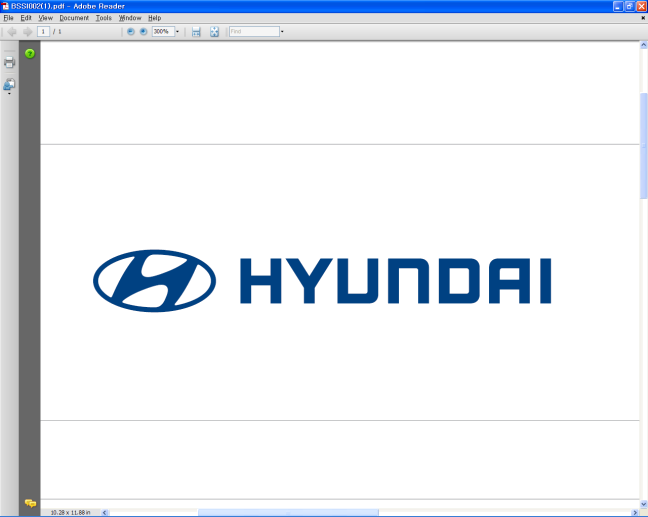 BSSI002(1).pdf - Adobe Reader
File Edit View Document Tools Window Help
1 / 1 300% Find
HYUNDAI
10.28 x 11.88 in